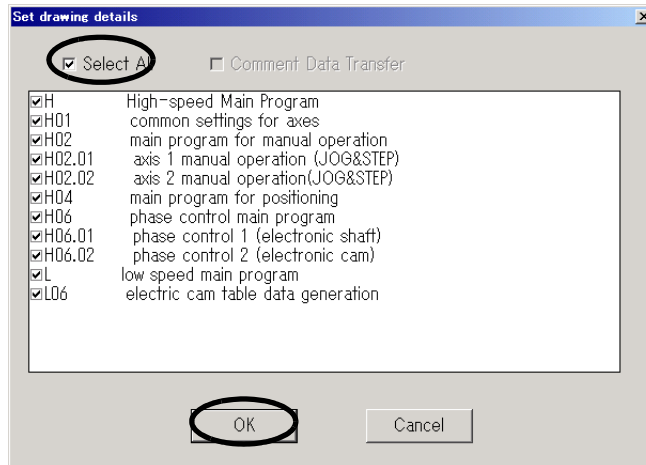 Set drawing details
Select Al Comment Data Transfer
H High-speed Main Program
H01 common settings for axes
H02 main program for manual operation
H02.01 axis 1 manual operation (JOG&STEP)
H02.02 axis 2 manual operation(JOG&STEP)
H04 main program for positioning
H06 phase control main program
H06.01 phase control 1 (electronic shaft)
H06.02 phase control 2 (electronic cam)
L low speed main program
L06 electric cam table data generation
OK Cancel